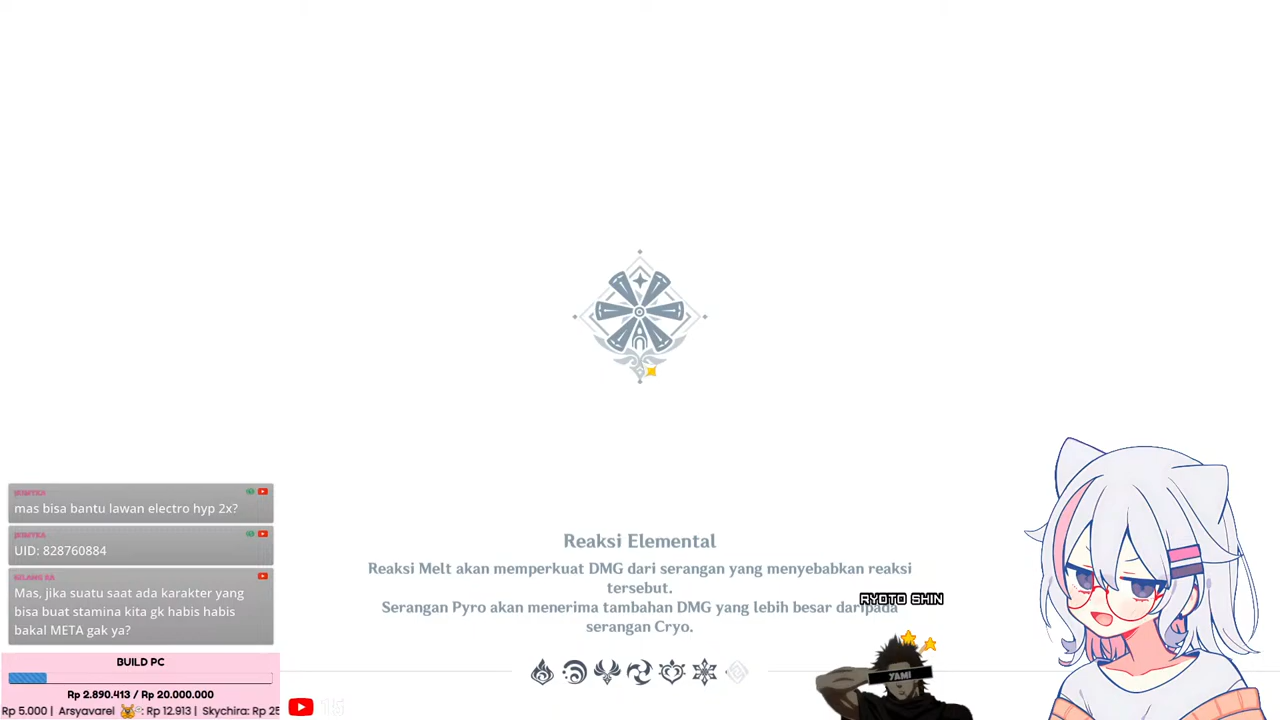 mas bisa bantu lawan electro hyp 2x?
UID: 828760884
Mas, jika suatu saat ada karakter yang
bisa buat stamina kita gk habis habis
bakal META gak ya?
BUILD PC
Rp 2.890.413 / Rp 20.000.000
Rp 5.000 | Arsyavarel : Rp 12.913 | Skychira: Rp 25
15
Reaksi Elemental
Reaksi Melt akan memperkuat DMG dari serangan yang menyebabkan reaksi
tersebut.
Serangan Pyro akan menerima tambahan DMG yang lebih besar daripada
serangan Cryo.
RYOTO SHIN
YAMI